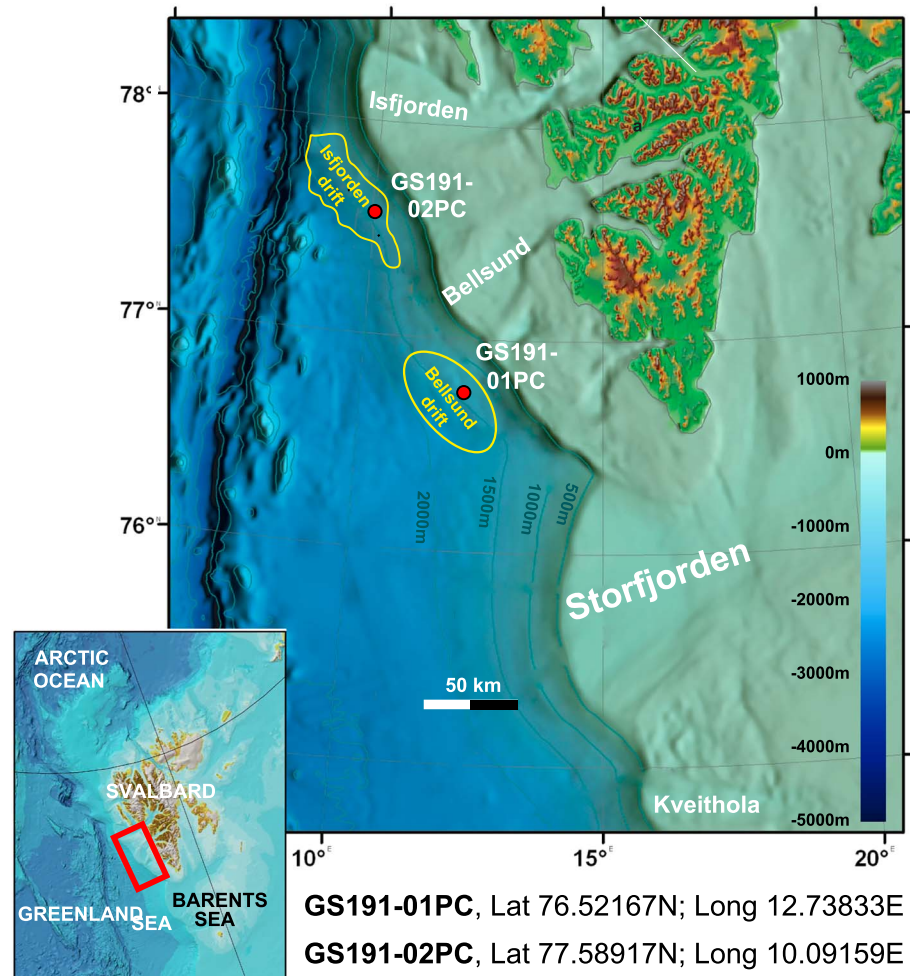 78°
Isfjorden
a
Isfjorden
drift
GS191-
02PC
Bellsund
77°
GS191-
01PC
Bellsund
drift
1000m
0m
-1000m
-2000m
-3000m
-4000m
-5000m
2000m
1500m
1000m
500m
76°
Storfjorden
50 km
Kveithola
ARCTIC
OCEAN
SVALBARD
GREENLAND
SEA
BARENTS
SEA
10°E
15°E
20°E
GS191-01PC, Lat 76.52167N; Long 12.73833E
GS191-02PC, Lat 77.58917N; Long 10.09159E